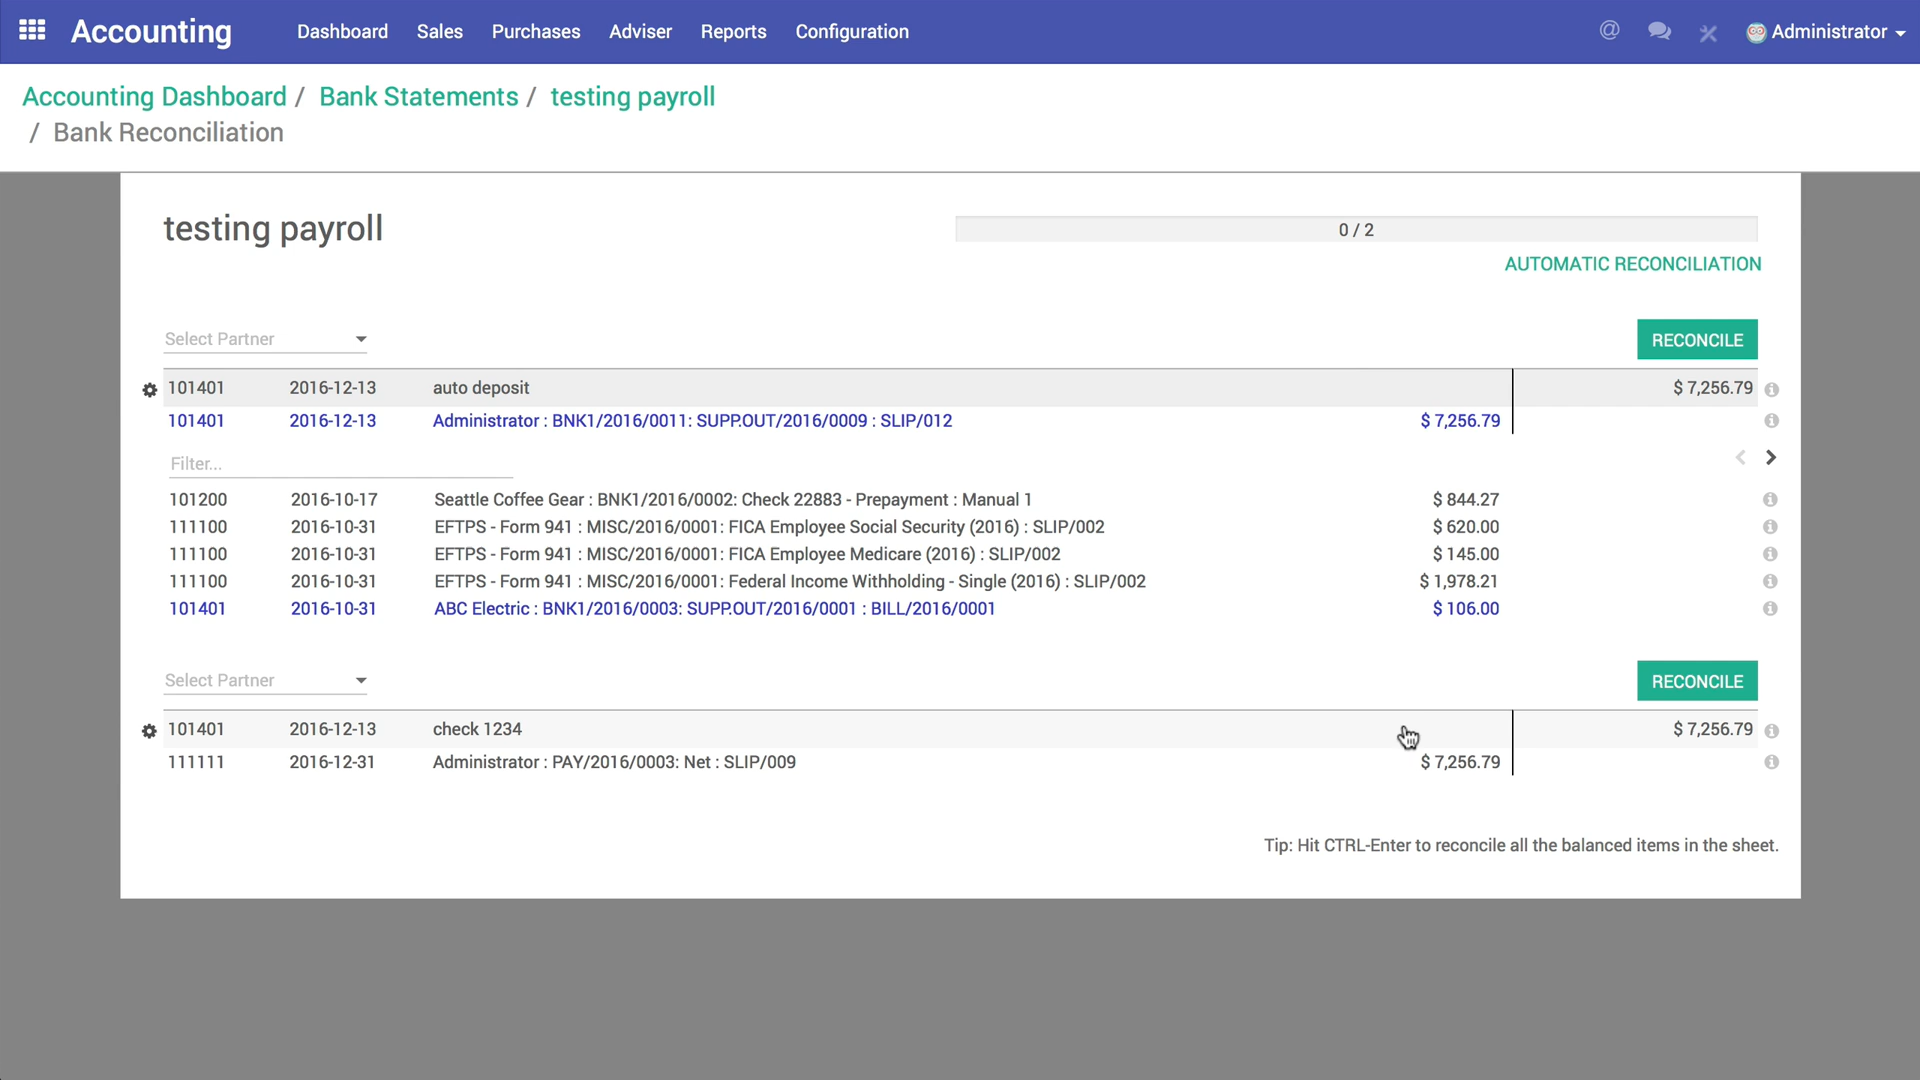 Accounting Dashboard Sales Purchases Adviser Reports Configuration @ Administrator
Accounting Dashboard / Bank Statements / testing payroll
/ Bank Reconciliation
testing payroll 0 / 2
AUTOMATIC RECONCILIATION
Select Partner RECONCILE
101401 2016-12-13 auto deposit $ 7,256.79
101401 2016-12-13 Administrator : BNK1/2016/0011: SUPP.OUT/2016/0009 : SLIP/012 $ 7,256.79
Filter...
101200 2016-10-17 Seattle Coffee Gear : BNK1/2016/0002: Check 22883 - Prepayment : Manual 1 $ 844.27
111100 2016-10-31 EFTPS - Form 941 : MISC/2016/0001: FICA Employee Social Security (2016) : SLIP/002 $ 620.00
111100 2016-10-31 EFTPS - Form 941 : MISC/2016/0001: FICA Employee Medicare (2016) : SLIP/002 $ 145.00
111100 2016-10-31 EFTPS - Form 941 : MISC/2016/0001: Federal Income Withholding - Single (2016) : SLIP/002 $ 1,978.21
101401 2016-10-31 ABC Electric : BNK1/2016/0003: SUPP.OUT/2016/0001 : BILL/2016/0001 $ 106.00
Select Partner RECONCILE
101401 2016-12-13 check 1234 $ 7,256.79
111111 2016-12-31 Administrator : PAY/2016/0003: Net : SLIP/009 $ 7,256.79
Tip: Hit CTRL-Enter to reconcile all the balanced items in the sheet.